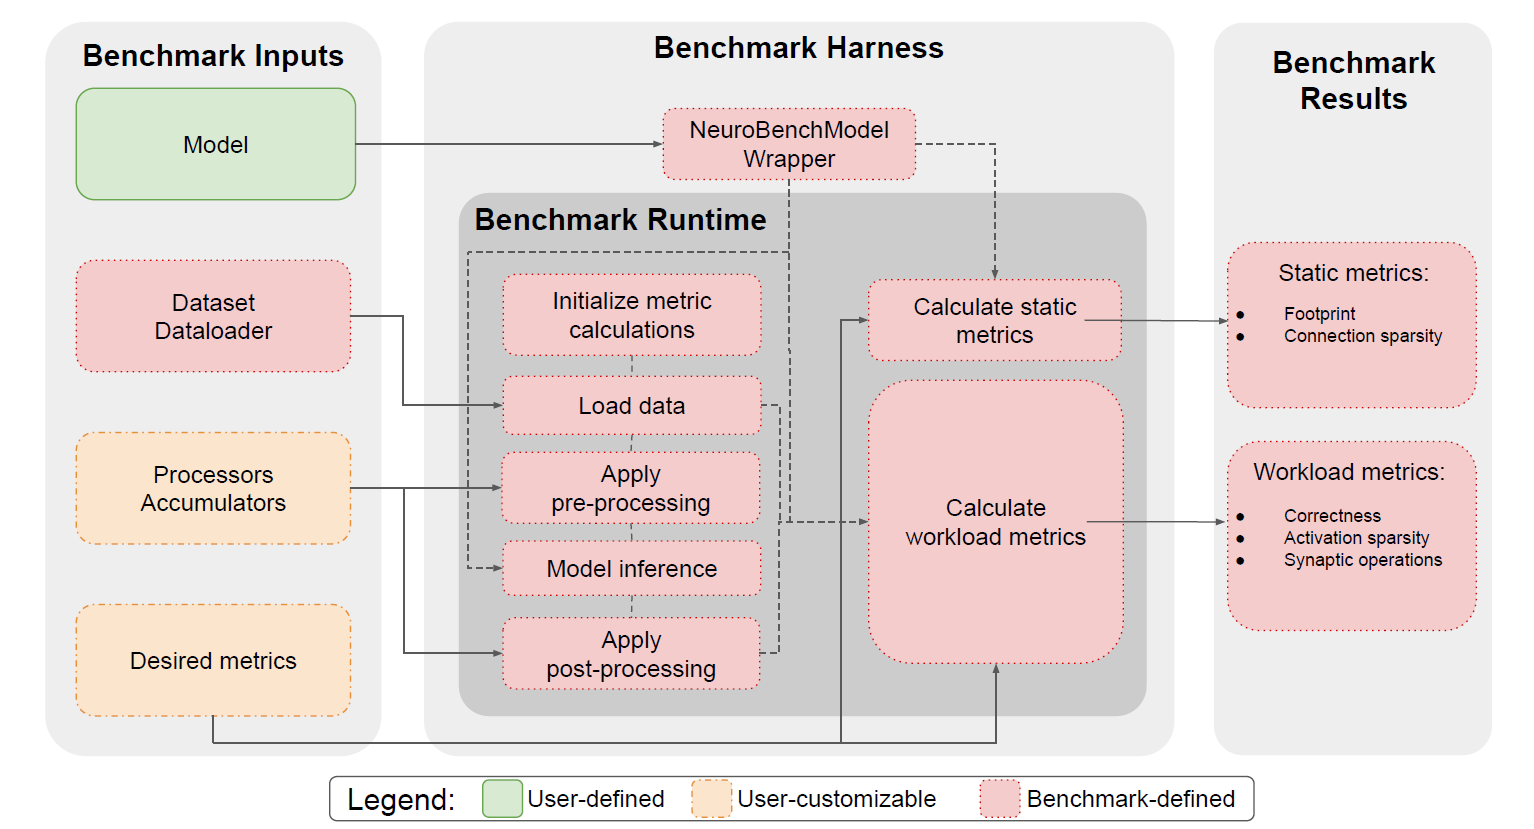 Benchmark Inputs
Model
Dataset
Dataloader
Processors
Accumulators
Desired metrics
Benchmark Harness
NeuroBenchModel
Wrapper
Benchmark Runtime
Initialize metric
calculations
Load data
Apply
pre-processing
Model inference
Apply
post-processing
Calculate static
metrics
Calculate
workload metrics
Benchmark
Results
Static metrics:
● Footprint
● Connection sparsity
Workload metrics:
● Correctness
● Activation sparsity
● Synaptic operations
Legend: User-defined User-customizable Benchmark-defined